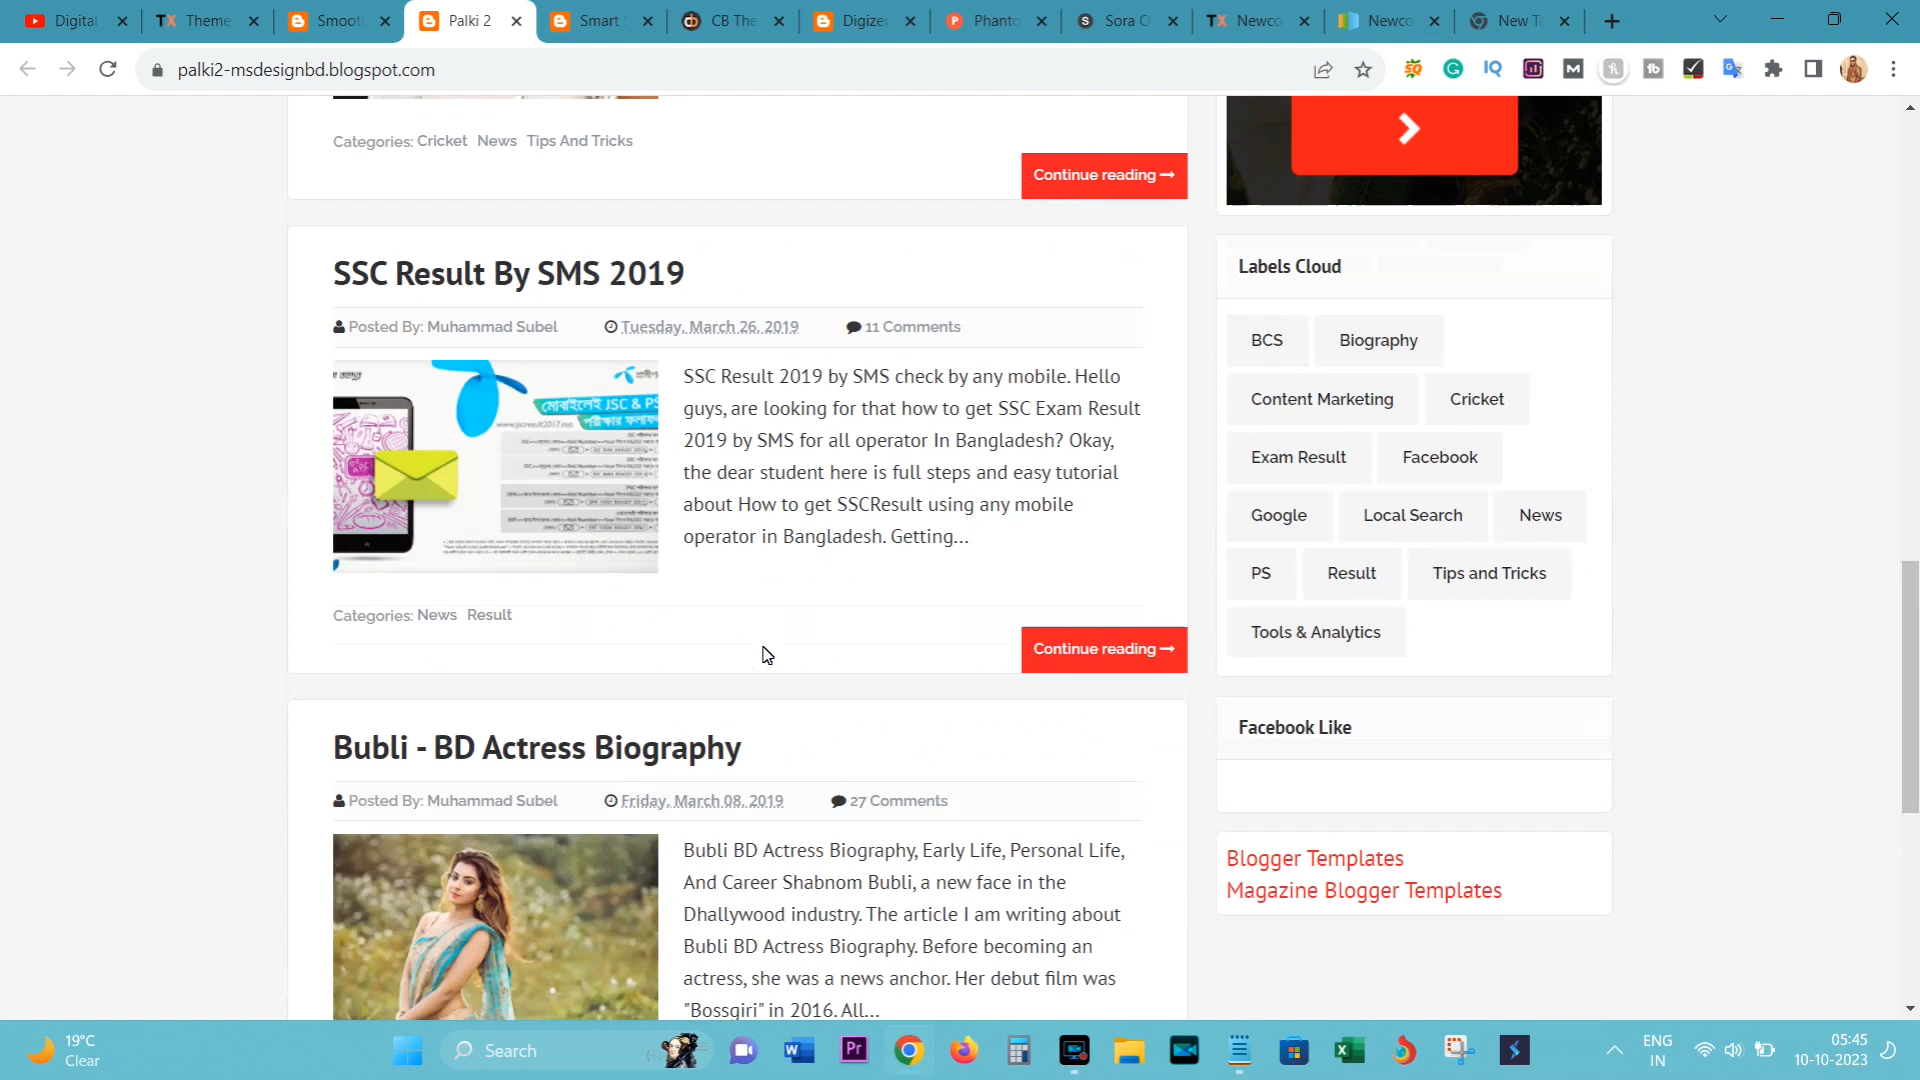 Digital
Theme
Smoot
Palki 2
Smart
CB The
Digize
Phanto
Sora O
Newco
Newco
New Ta
palki2-msdesignbd.blogspot.com
Categories: Cricket News Tips And Tricks
Continue reading
SSC Result By SMS 2019
Posted By: Muhammad Subel Tuesday, March 26, 2019 11 Comments
SSC Result 2019 by SMS check by any mobile. Hello
guys, are looking for that how to get SSC Exam Result
2019 by SMS for all operator In Bangladesh? Okay,
the dear student here is full steps and easy tutorial
about How to get SSCResult using any mobile
operator in Bangladesh. Getting...
মোবাইলেই JSC & PS
www.jscresult2017.net
Categories: News Result
Continue reading
Bubli - BD Actress Biography
Posted By: Muhammad Subel Friday, March 08, 2019 27 Comments
Bubli BD Actress Biography, Early Life, Personal Life,
And Career Shabnom Bubli, a new face in the
Dhallywood industry. The article I am writing about
Bubli BD Actress Biography. Before becoming an
actress, she was a news anchor. Her debut film was
"Bossgiri" in 2016. All...
Labels Cloud
BCS Biography
Content Marketing Cricket
Exam Result Facebook
Google Local Search News
PS Result Tips and Tricks
Tools & Analytics
Facebook Like
Blogger Templates
Magazine Blogger Templates
19°C
Clear
Search
ENG
IN
05:45
10-10-2023